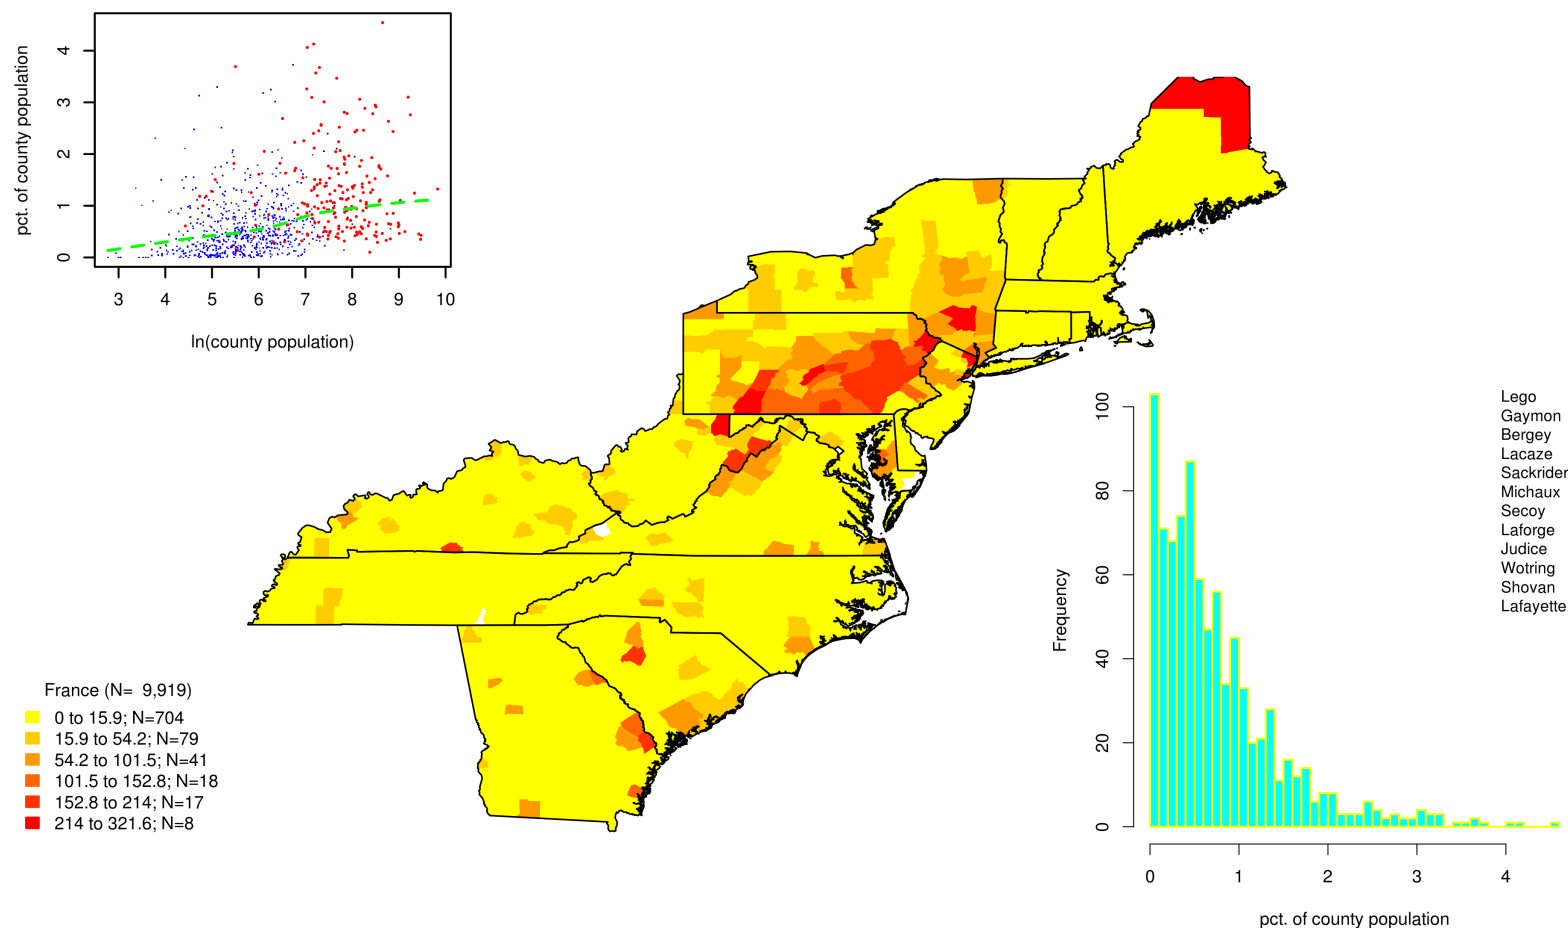 pct. of county population
0
1
2
3
4
3 4 5 6 7 8 9 10
ln(county population)
France (N= 9,919)
0 to 15.9; N=704
15.9 to 54.2; N=79
54.2 to 101.5; N=41
101.5 to 152.8; N=18
152.8 to 214; N=17
214 to 321.6; N=8
Lego
Gaymon
Bergey
Lacaze
Sackrider
Michaux
Secoy
Laforge
Judice
Wotring
Shovan
Lafayette
Frequency
0
20
40
60
80
100
0 1 2 3 4
pct. of county population